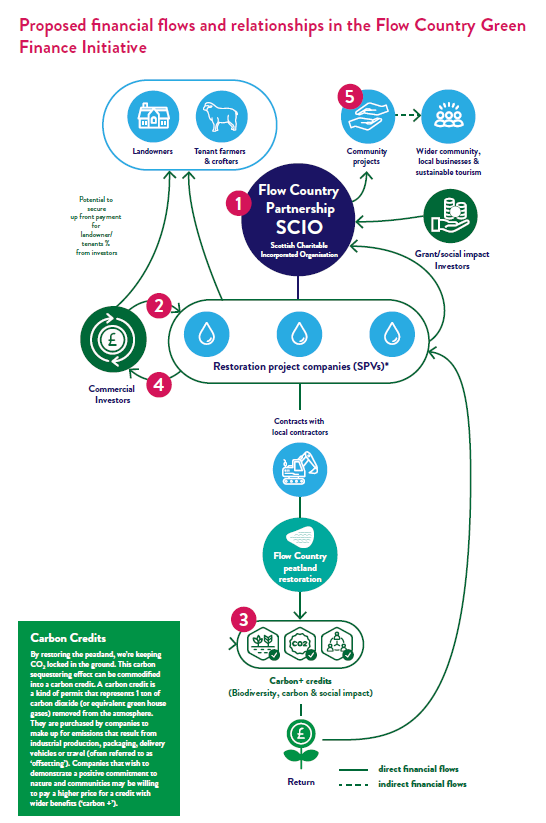 Proposed financial flows and relationships in the Flow Country Green
Finance Initiative
Landowners
Tenant farmers
& crofters
5
Community
projects
Wider community,
local businesses &
sustainable tourism
Potential to
secure
up front payment
for
landowner/
tenants %
from investors
1
Flow Country
Partnership
SCIO
Scottish Charitable
Incorporated Organisation
Grant/social impact
Investors
2
£
Restoration project companies (SPVs)*
4
Commercial
Investors
Contracts with
local contractors
Flow Country
peatland
restoration
3
CO2
Carbon+ credits
(Biodiversity, carbon & social impact)
£
Return
Carbon Credits
By restoring the peatland, we're keeping
CO₂ locked in the ground. This carbon
sequestering effect can be commodified
into a carbon credit. A carbon credit is
a kind of permit that represents 1 ton of
carbon dioxide (or equivalent green house
gases) removed from the atmosphere.
They are purchased by companies to
make up for emissions that result from
industrial production, packaging, delivery
vehicles or travel (often referred to as
'offsetting'). Companies that wish to
demonstrate a positive commitment to
nature and communities may be willing
to pay a higher price for a credit with
wider benefits ('carbon +').
direct financial flows
indirect financial flows